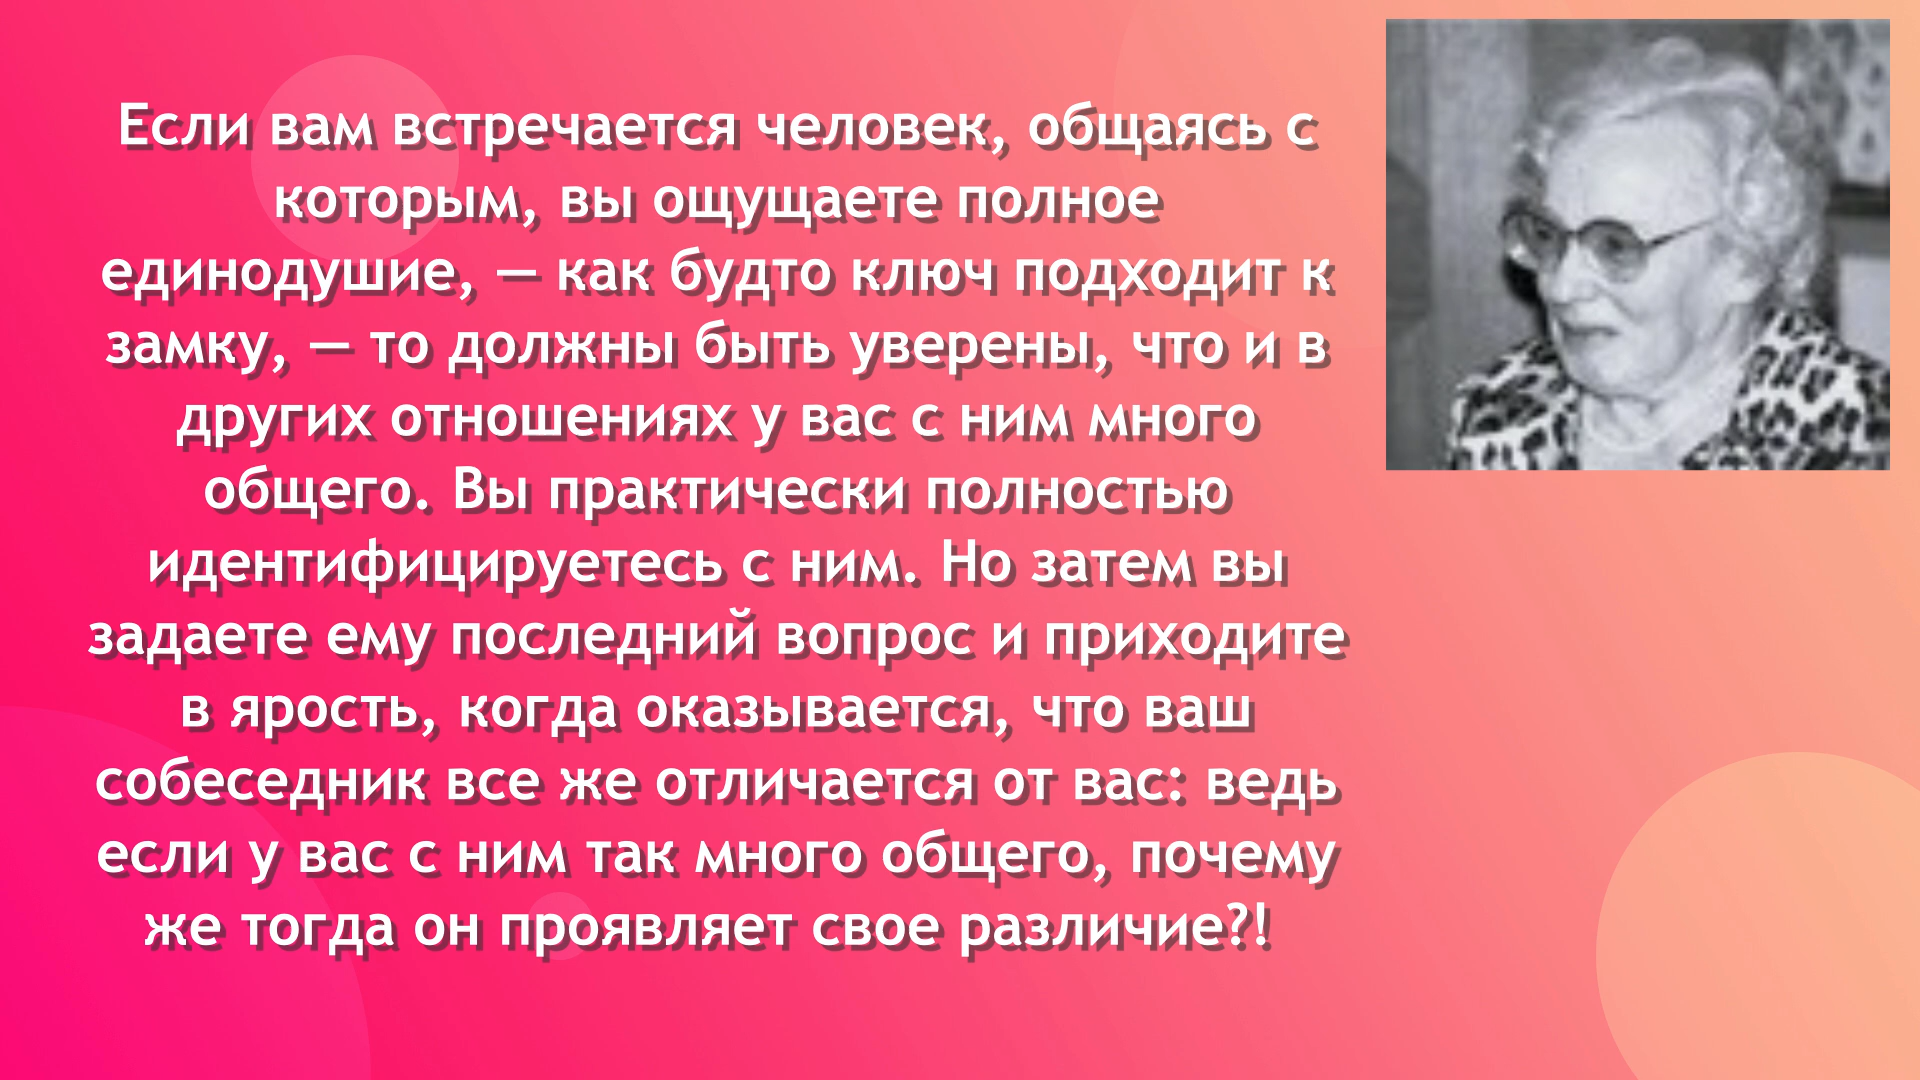 Если вам встречается человек, общаясь с
которым, вы ощущаете полное
единодушие, — как будто ключ подходит к
замку, — то должны быть уверены, что и в
других отношениях у вас с ним много
общего. Вы практически полностью
идентифицируетесь с ним. Но затем вы
задаете ему последний вопрос и приходите
в ярость, когда оказывается, что ваш
собеседник все же отличается от вас: ведь
если у вас с ним так много общего, почему
же тогда он проявляет свое различие?!